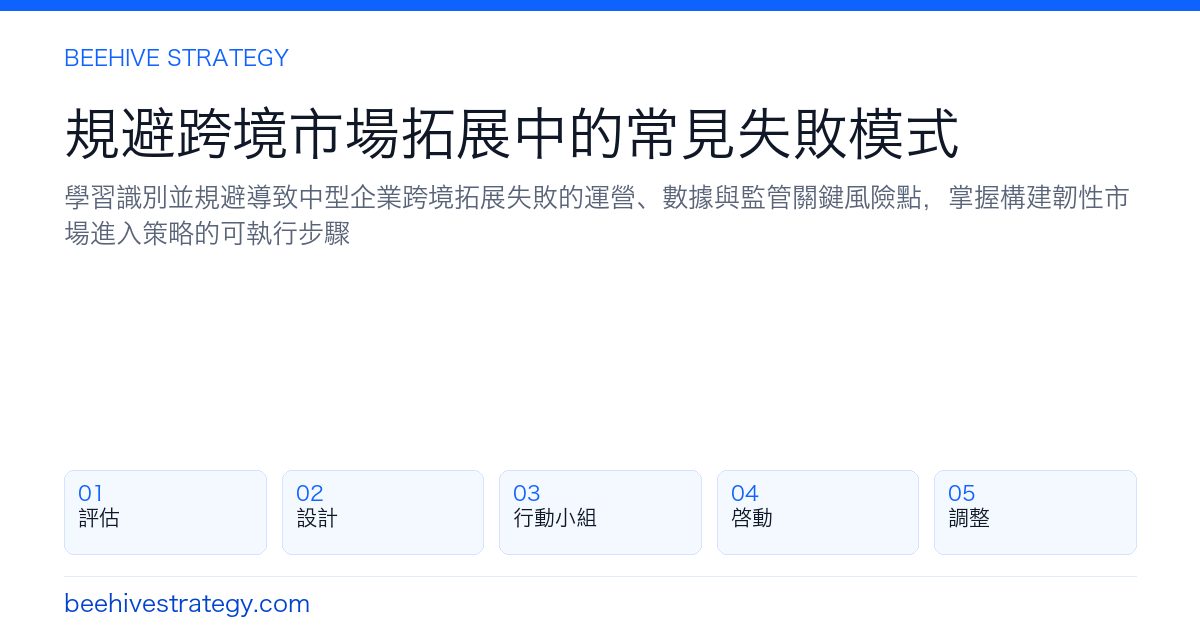 BEEHIVE STRATEGY
規避跨境市場拓展中的常見失敗模式
學習識別並規避導致中型企業跨境拓展失敗的運營、數據與監管關鍵風險點，掌握構建韌性市
場進入策略的可執行步驟
01
評估
02
設計
03
行動小組
04
啓動
05
調整
beehivestrategy.com